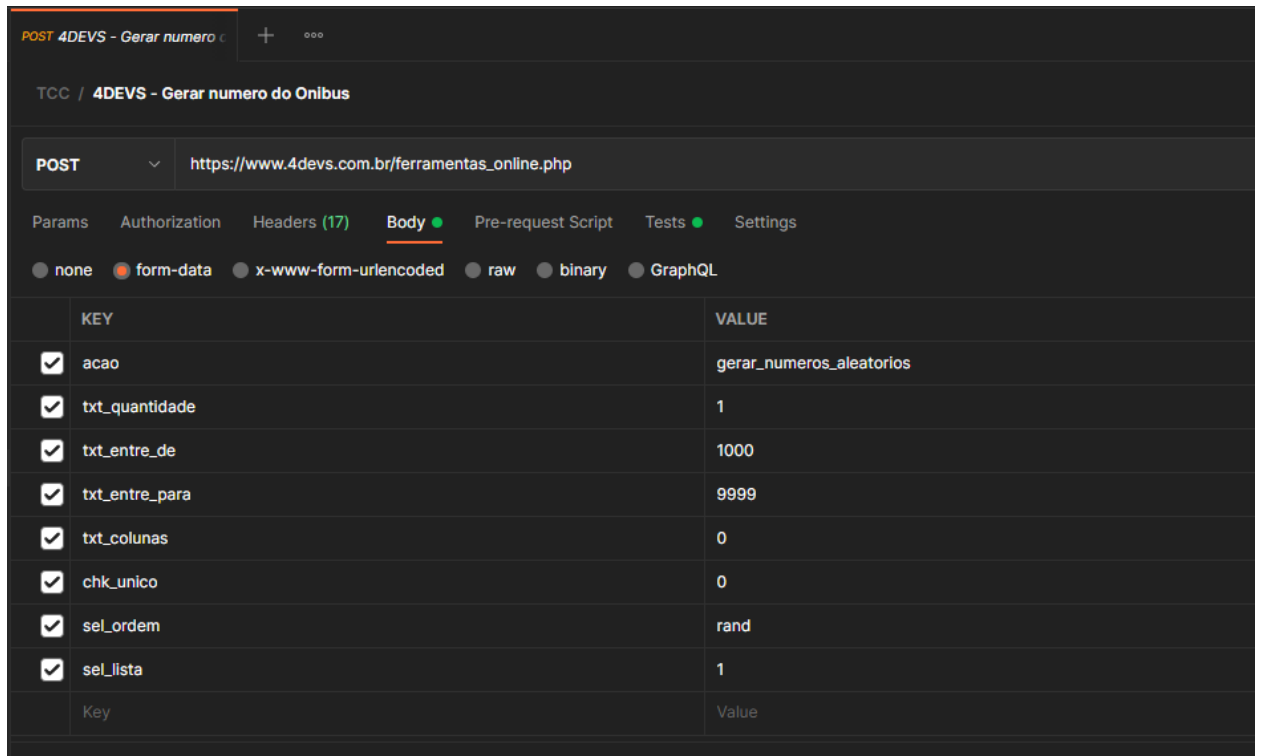 POST 4DEVS - Gerar numero
TCC / 4DEVS - Gerar numero do Onibus
POST https://www.4devs.com.br/ferramentas_online.php
Params Authorization Headers (17) Body Pre-request Script Tests Settings
none form-data x-www-form-urlencoded raw binary GraphQL
KEY VALUE
acao gerar_numeros_aleatorios
txt_quantidade 1
txt_entre_de 1000
txt_entre_para 9999
txt_colunas 0
chk_unico 0
sel_ordem rand
sel_lista 1
Key Value